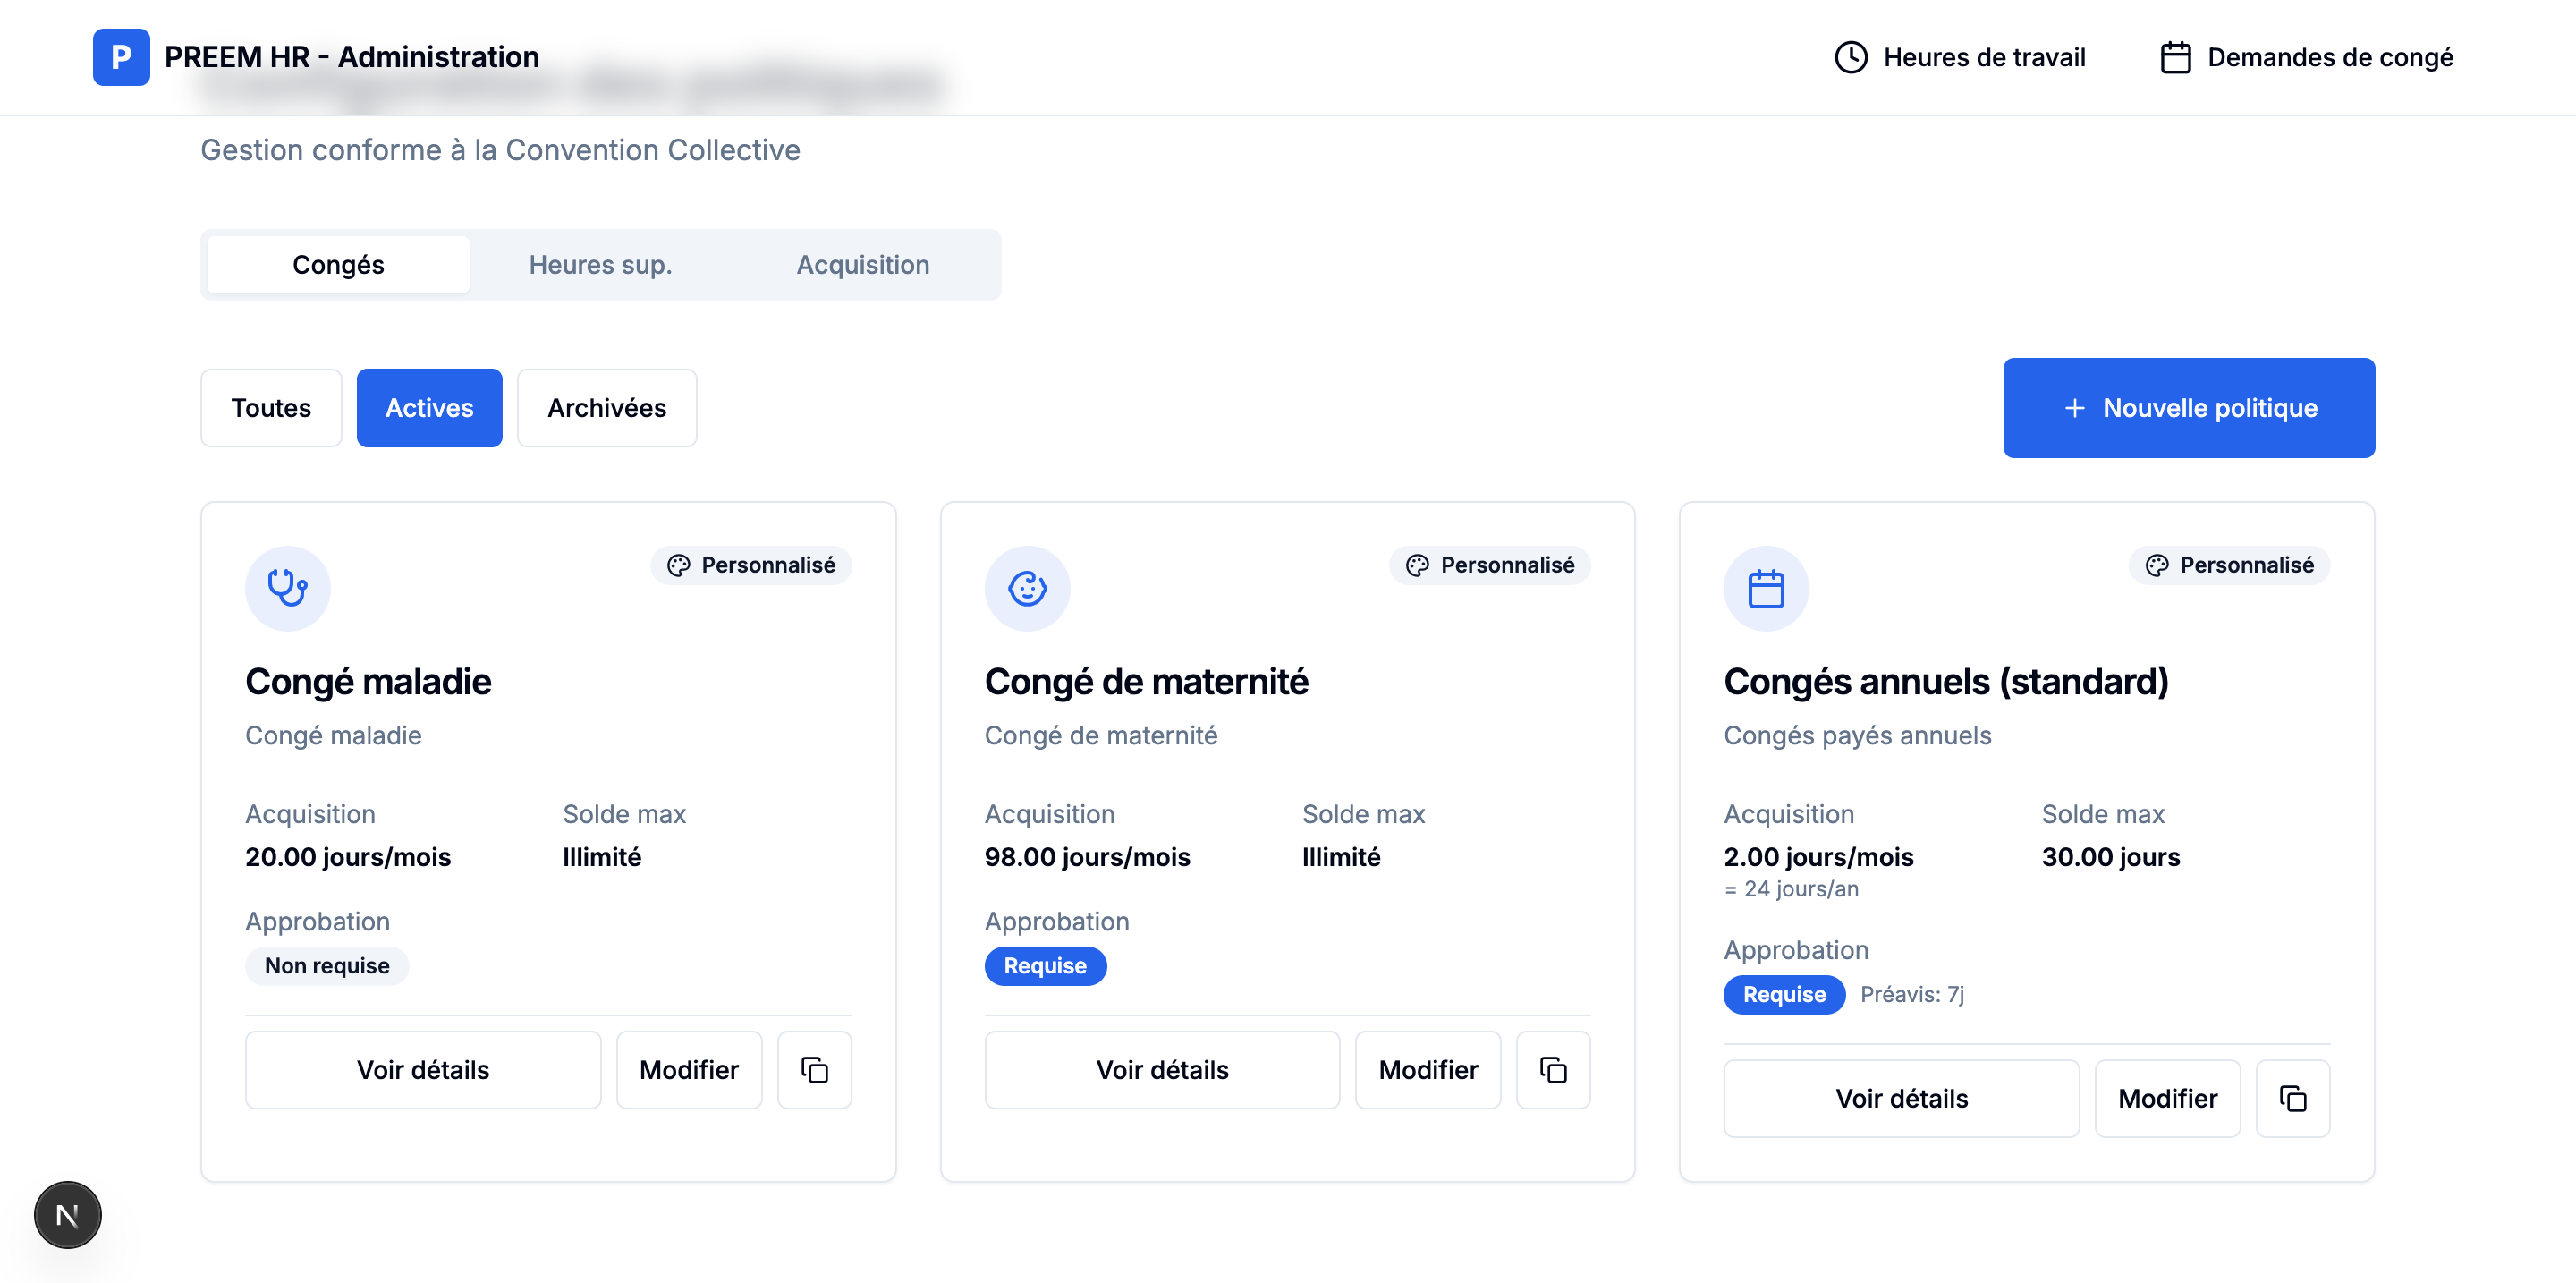 P PREEM HR - Administration
Heures de travail
Demandes de congé
Configuration des politiques
Gestion conforme à la Convention Collective
Congés
Heures sup.
Acquisition
Toutes
Actives
Archivées
+ Nouvelle politique
Personnalisé
Congé maladie
Congé maladie
Acquisition
Solde max
20.00 jours/mois
Illimité
Approbation
Non requise
Voir détails
Modifier
Personnalisé
Congé de maternité
Congé de maternité
Acquisition
Solde max
98.00 jours/mois
Illimité
Approbation
Requise
Voir détails
Modifier
Personnalisé
Congés annuels (standard)
Congés payés annuels
Acquisition
Solde max
2.00 jours/mois
30.00 jours
= 24 jours/an
Approbation
Requise
Préavis: 7j
Voir détails
Modifier
N